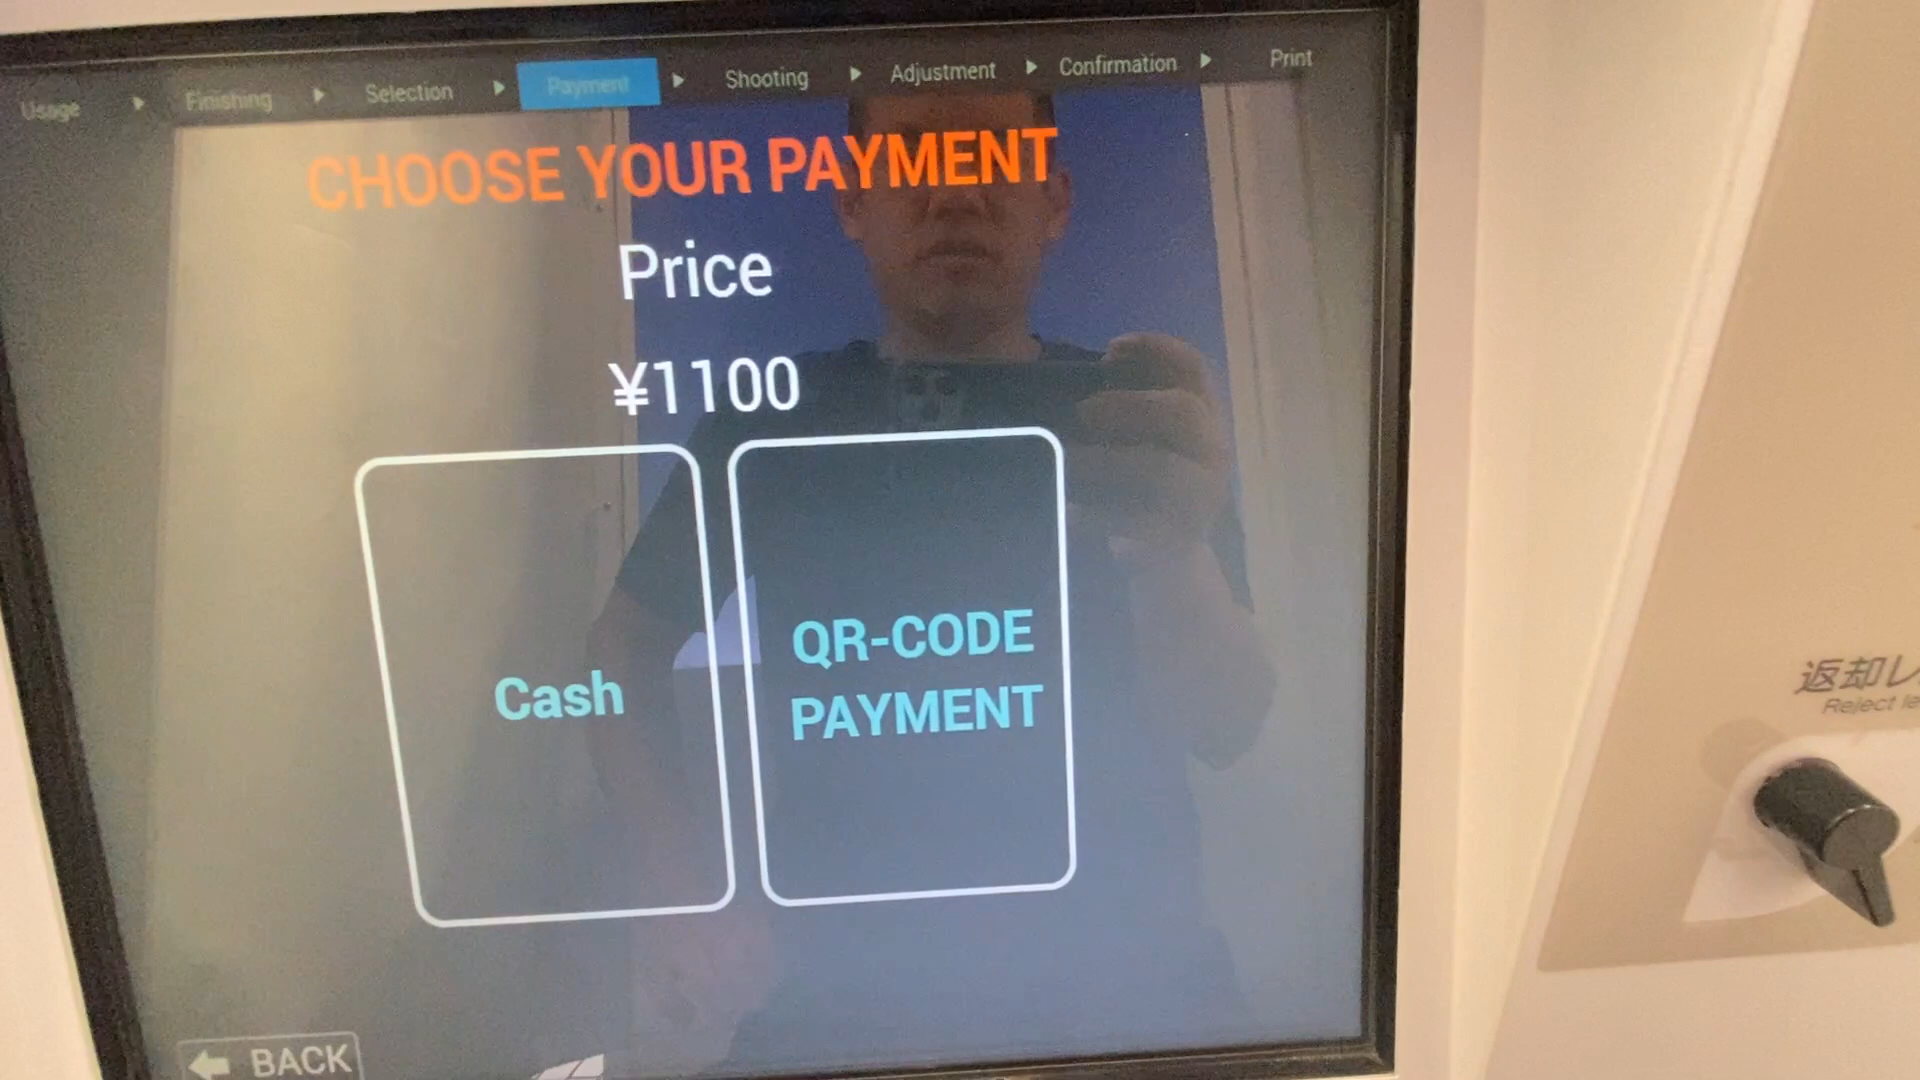 Usage ▶ Finishing ▶ Selection ▶ Payment ▶ Shooting ▶ Adjustment ▶ Confirmation ▶ Print
CHOOSE YOUR PAYMENT
Price
¥1100
Cash
QR-CODE
PAYMENT
BACK
返却レ
Reject